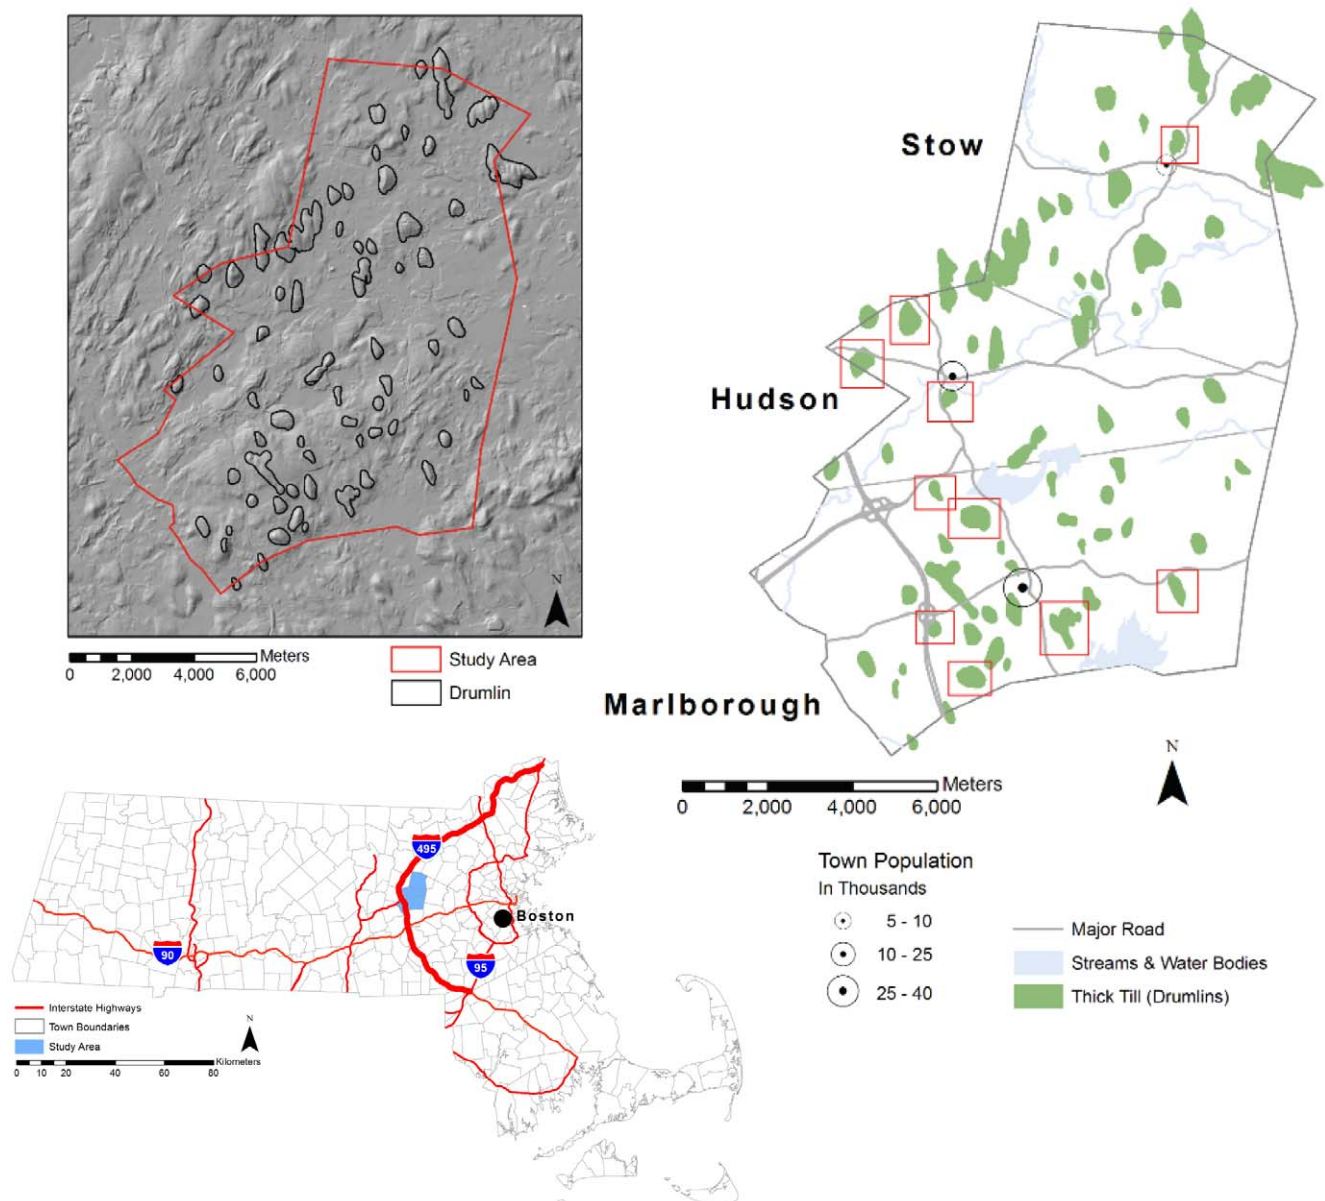 N
Meters
0 2,000 4,000 6,000
Study Area
Drumlin
Stow
Hudson
Marlborough
N
Meters
0 2,000 4,000 6,000
Town Population
In Thousands
5 - 10
10 - 25
25 - 40
Major Road
Streams & Water Bodies
Thick Till (Drumlins)
495
Boston
90
95
Interstate Highways
Town Boundaries
Study Area
N
Kilometers
0 10 20 40 60 80